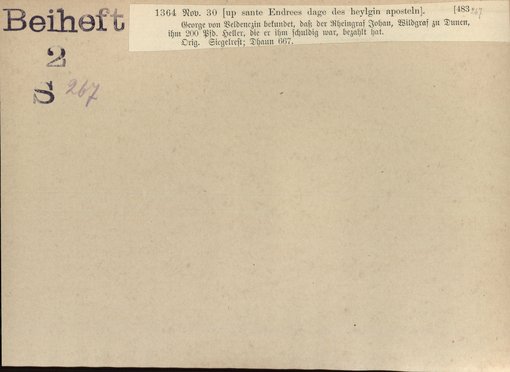 Beiheft
2
S 267
1364 Nov. 30 [up sante Endrees dage des heylgin aposteln]. [483
George von Veldenczin bekundet, daß der Rheingraf Johan, Wildgraf zu Dunen,
ihm 200 Pfd. Heller, die er ihm schuldig war, bezahlt hat.
Orig. Siegelrest; Dhaun 667.